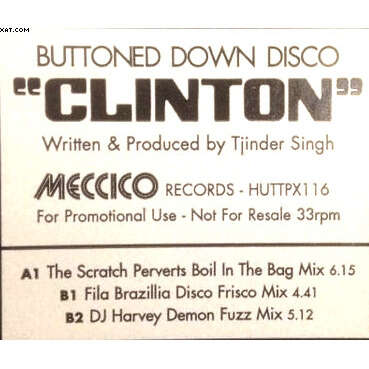 XAT.COM
BUTTONED DOWN DISCO
"CLINTON"
Written & Produced by Tjinder Singh
MECCICO RECORDS - HUTTPX116
For Promotional Use - Not For Resale 33rpm
A1 The Scratch Perverts Boil In The Bag Mix 6.15
B1 Fila Brazillia Disco Frisco Mix 4.41
B2 DJ Harvey Demon Fuzz Mix 5.12